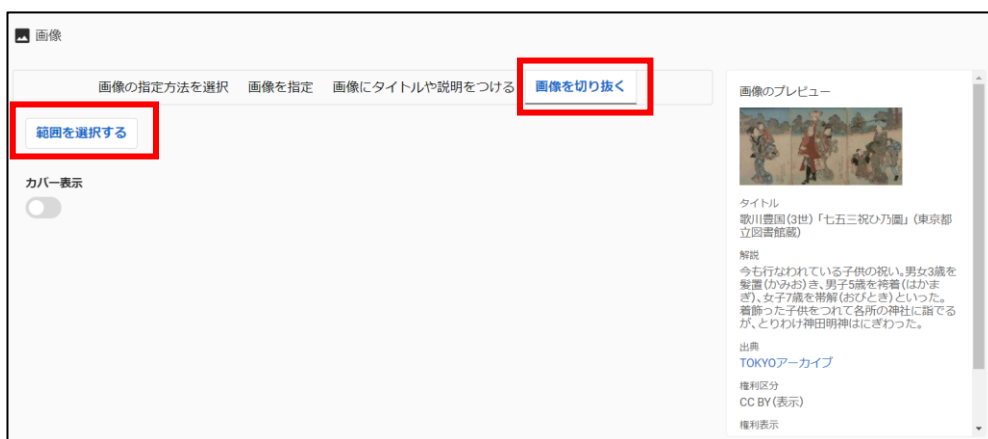 画像
画像の指定方法を選択 画像を指定 画像にタイトルや説明をつける 画像を切り抜く
範囲を選択する
カバー表示
画像のプレビュー
タイトル
歌川豊国(3世)「七五三祝ひ乃圖」(東京都
立図書館蔵)
解説
今も行なわれている子供の祝い。男女3歳を
髪置(かみお)き、男子5歳を袴着(はかま
ぎ)、女子7歳を帯解(おびとき)といった。
着飾った子供をつれて各所の神社に詣でる
が、とりわけ神田明神はにぎわった。
出典
TOKYOアーカイブ
権利区分
CC BY(表示)
権利表示